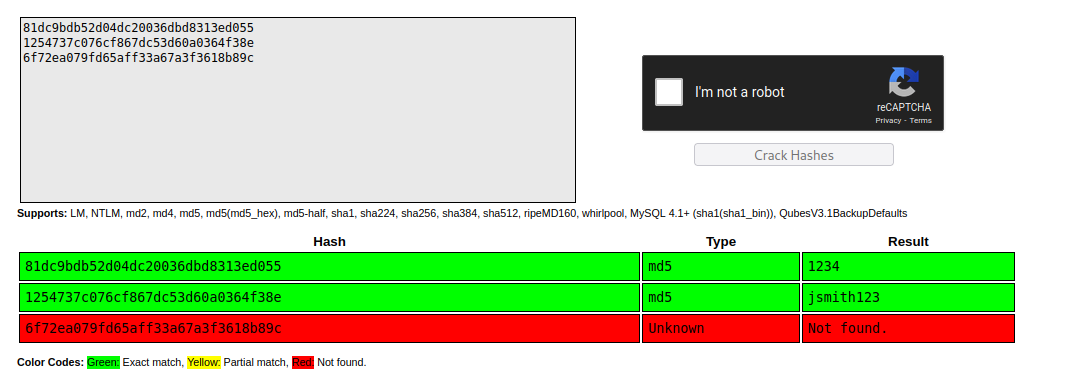 81dc9bdb52d04dc20036dbd8313ed055
1254737c076cf867dc53d60a0364f38e
6f72ea079fd65aff33a67a3f3618b89c
I'm not a robot
reCAPTCHA
Privacy - Terms
Crack Hashes
Supports: LM, NTLM, md2, md4, md5, md5(md5_hex), md5-half, sha1, sha224, sha256, sha384, sha512, ripeMD160, whirlpool, MySQL 4.1+ (sha1(sha1_bin)), QubesV3.1BackupDefaults
Hash Type Result
81dc9bdb52d04dc20036dbd8313ed055 md5 1234
1254737c076cf867dc53d60a0364f38e md5 jsmith123
6f72ea079fd65aff33a67a3f3618b89c Unknown Not found.
Color Codes: Green: Exact match, Yellow: Partial match, Red: Not found.